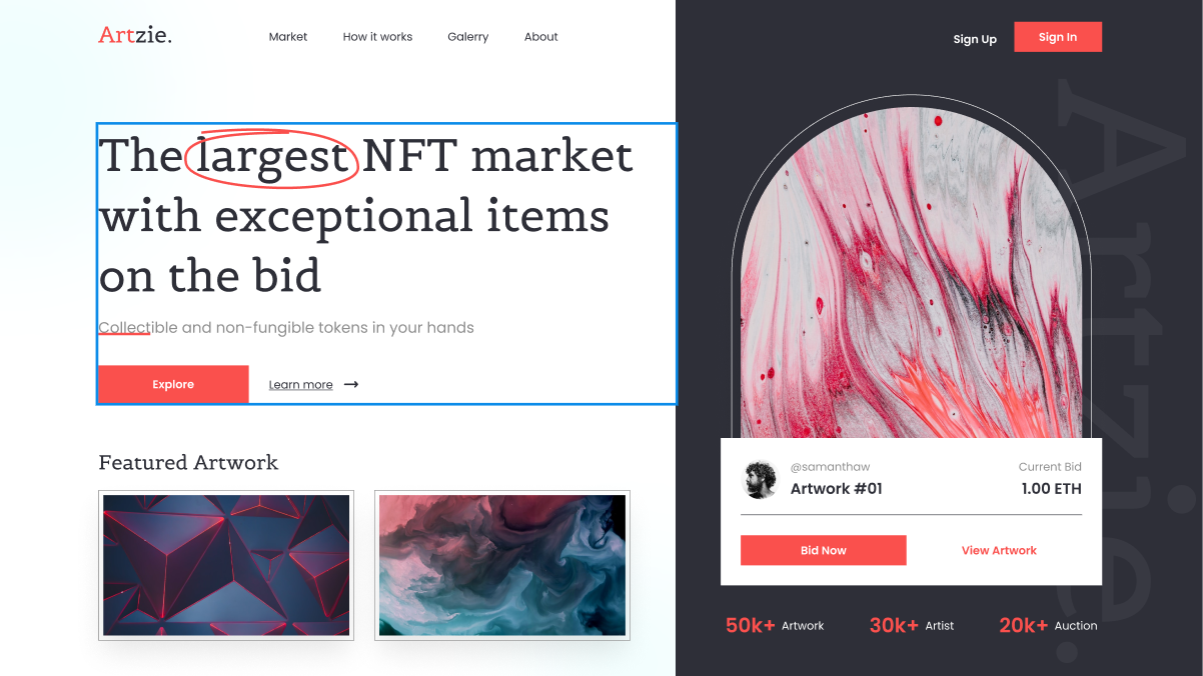 Artzie.
Market How it works Galerry About
Sign Up Sign In
The largest NFT market
with exceptional items
on the bid
Collectible and non-fungible tokens in your hands
Explore Learn more
Featured Artwork
Artzie.
@samanthaw Current Bid
Artwork #01 1.00 ETH
Bid Now View Artwork
50k+ Artwork 30k+ Artist 20k+ Auction